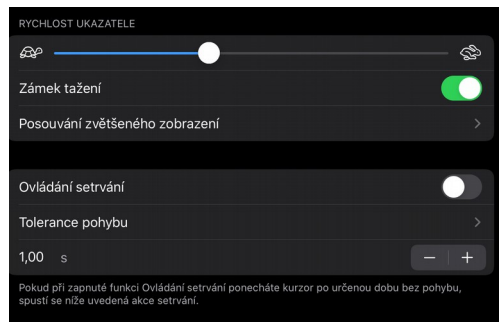 RYCHLOST UKAZATELE
Zámek tažení
Posouvání zvětšeného zobrazení
Ovládání setrvání
Tolerance pohybu
1,00 s
Pokud při zapnuté funkci Ovládání setrvání ponecháte kurzor po určenou dobu bez pohybu,
spustí se níže uvedená akce setrvání.